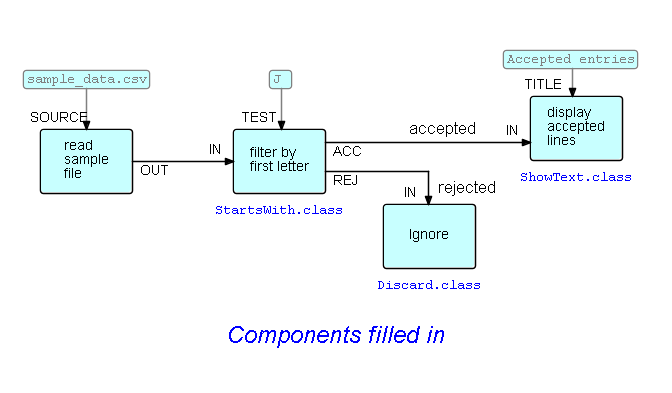 Accepted entries
sample_data.csv
J
TITLE
SOURCE
TEST
display
accepted
lines
accepted
IN
read
sample
file
IN
filter by
first letter
ACC
OUT
REJ
ShowText.class
IN
rejected
StartsWith.class
Ignore
Discard.class
Components filled in